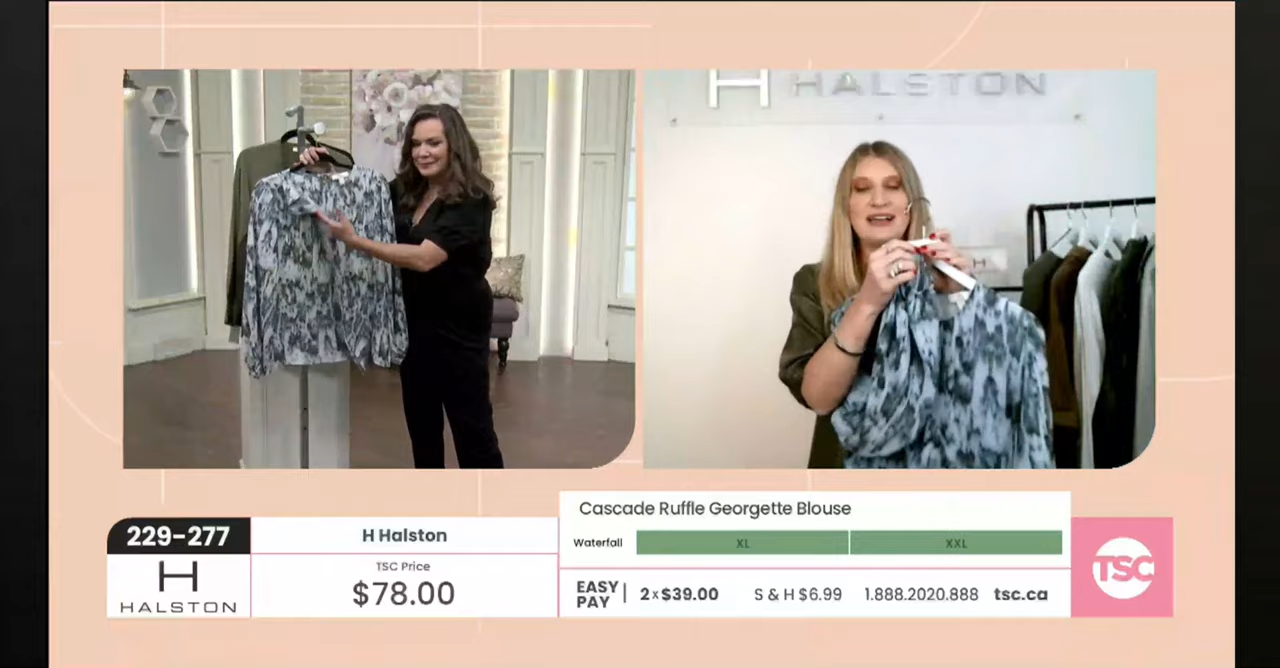 H HALSTON
H
229-277
H
HALSTON
H Halston
TSC Price
$78.00
Cascade Ruffle Georgette Blouse
Waterfall XL XXL
EASY PAY | 2x$39.00 S & H $6.99 1.888.2020.888 tsc.ca
TSC